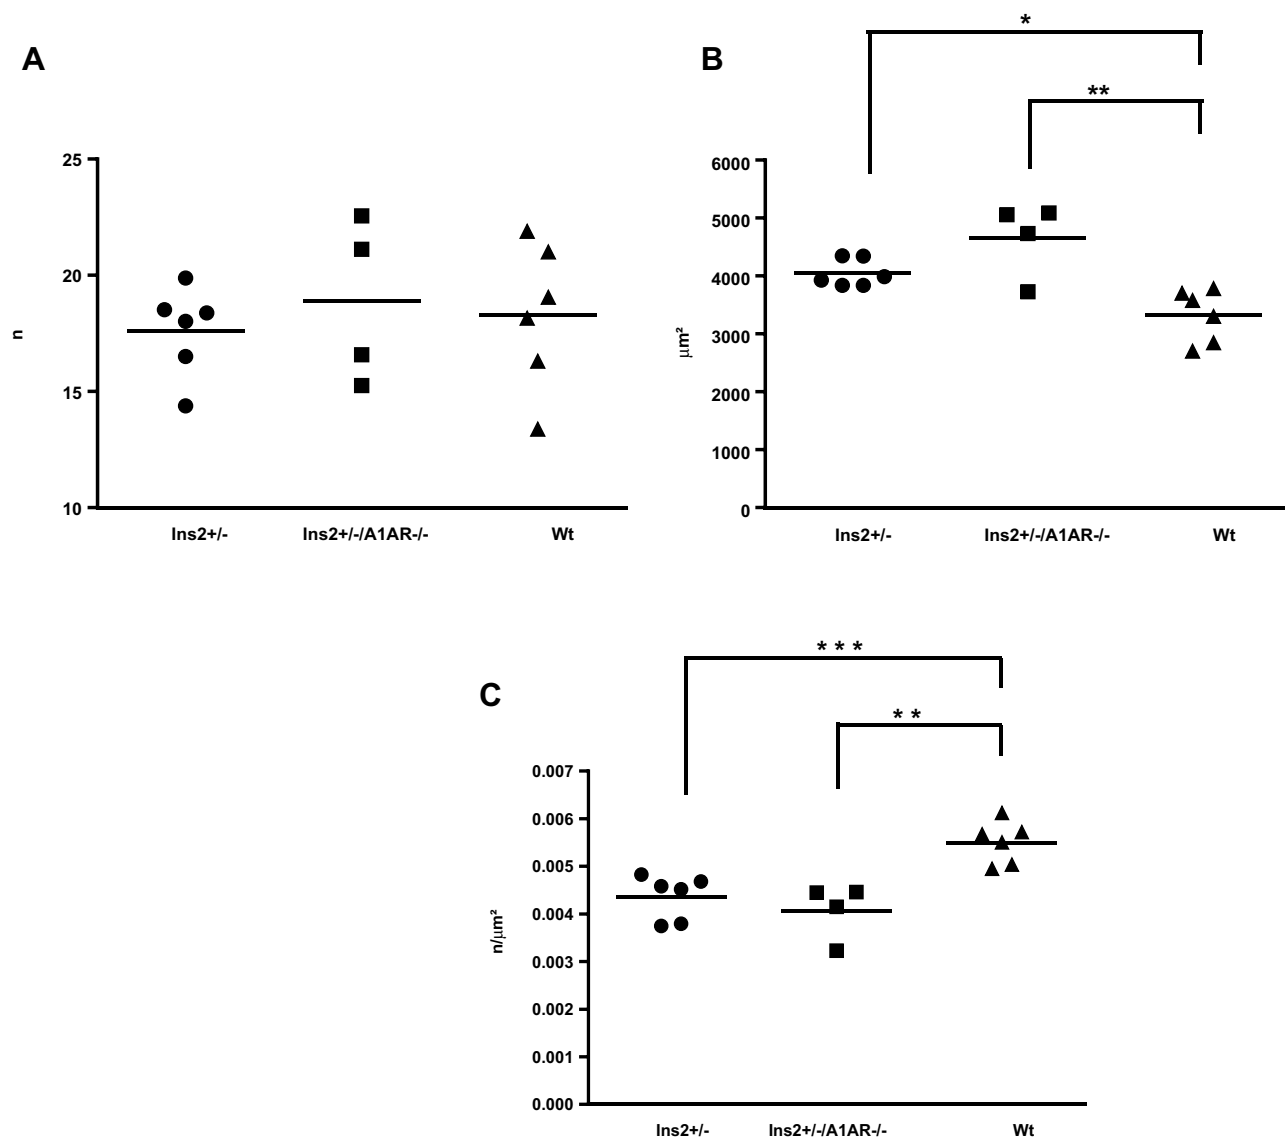 A
n
25
20
15
10
Ins2+/-
Ins2+/-/A1AR-/-
Wt
B
*
**
μm²
6000
5000
4000
3000
2000
1000
0
Ins2+/-
Ins2+/-/A1AR-/-
Wt
C
* * *
* *
n/μm²
0.007
0.006
0.005
0.004
0.003
0.002
0.001
0.000
Ins2+/-
Ins2+/-/A1AR-/-
Wt